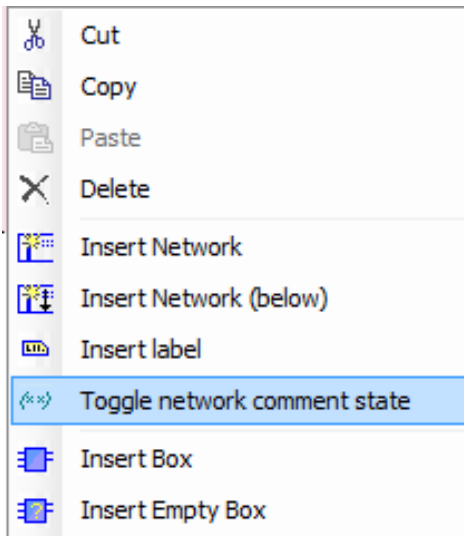 Cut
Copy
Paste
Delete
Insert Network
Insert Network (below)
Insert label
Toggle network comment state
Insert Box
Insert Empty Box